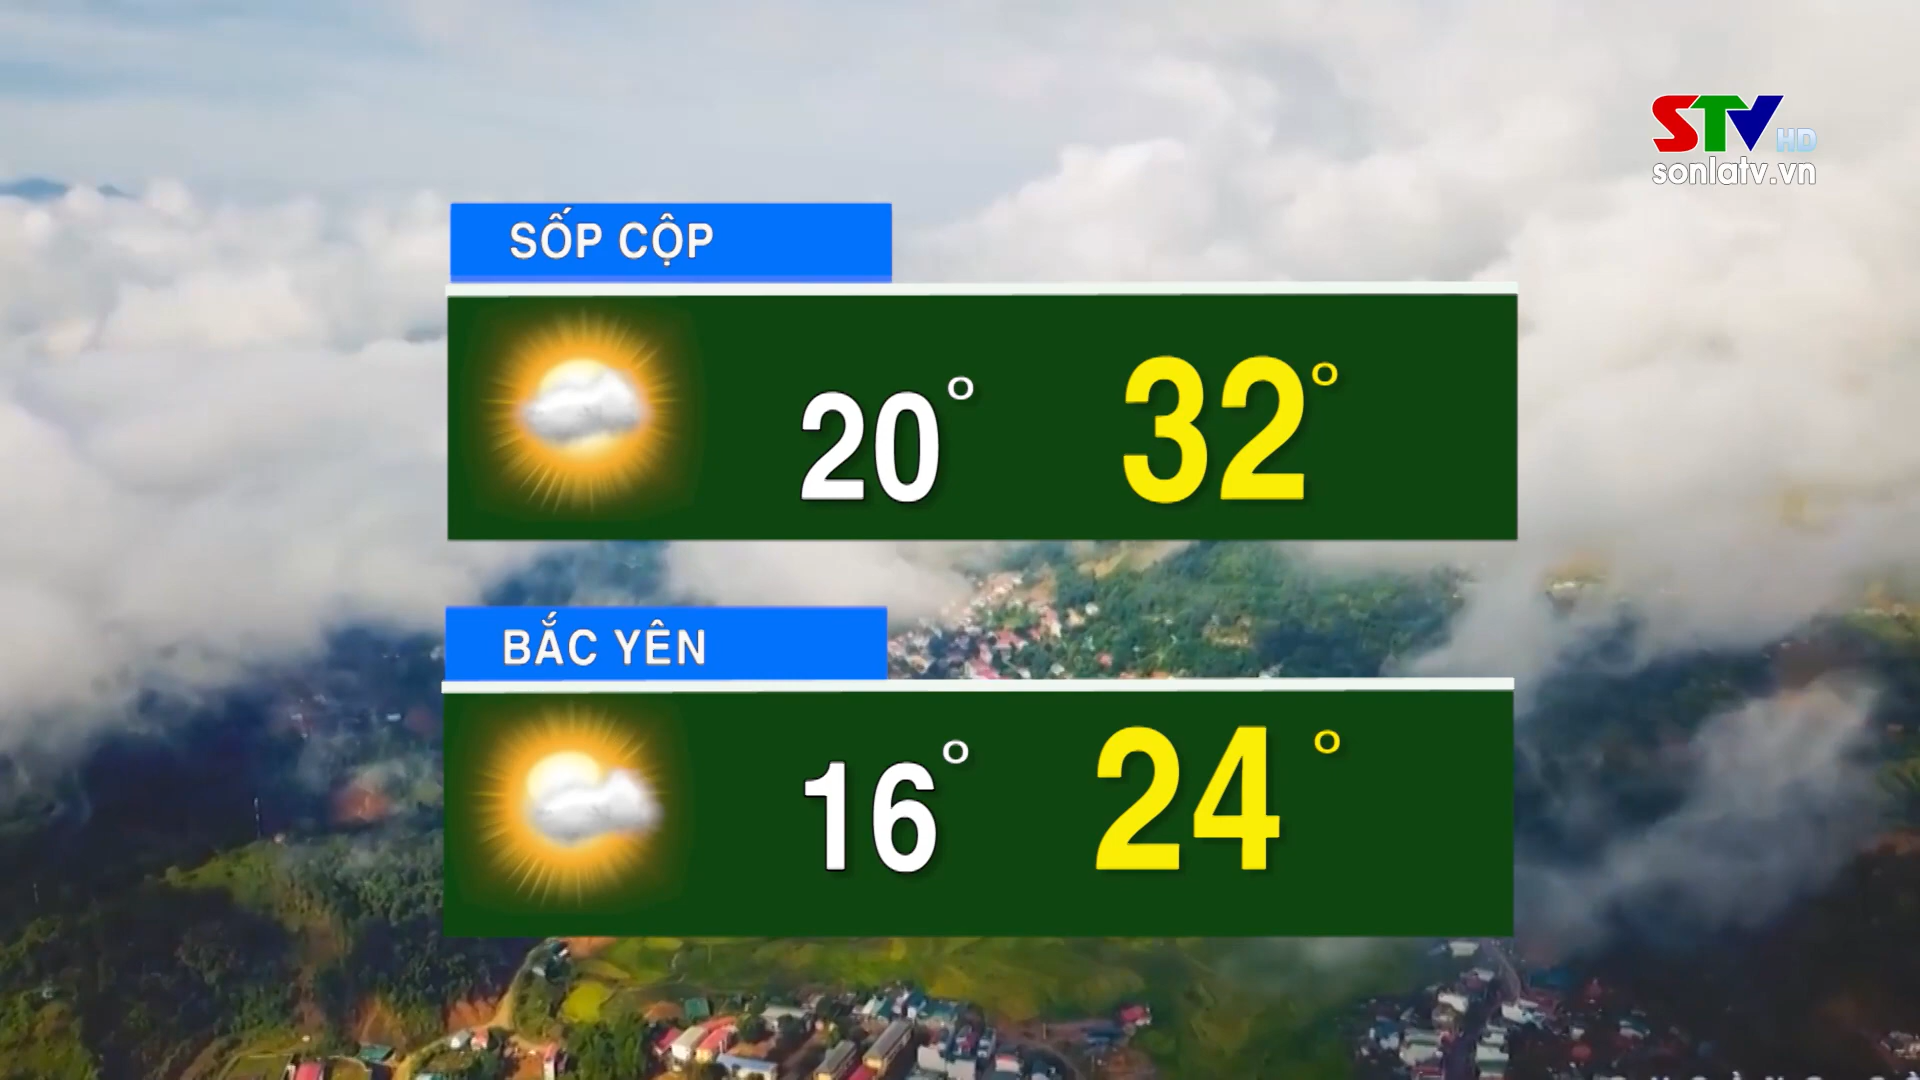 STV HD
sonlatv.vn
SỐP CỘP
20° 32°
BẮC YÊN
16° 24°